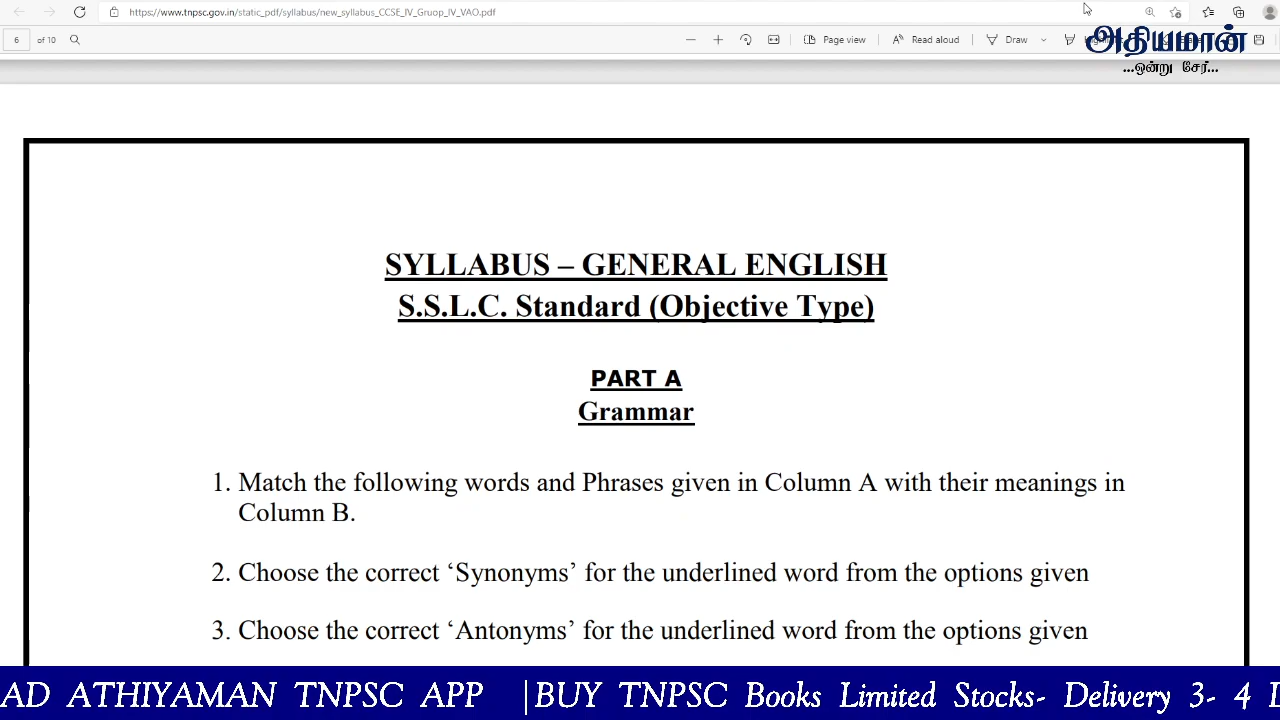 https://www.tnpsc.gov.in/static_pdf/syllabus/new_syllabus_CCSE_IV_Gruop_IV_VAO.pdf
6 of 10
Page view
Read aloud
Draw
அதியமான்
...ஒன்று சேர்...
SYLLABUS – GENERAL ENGLISH
S.S.L.C. Standard (Objective Type)
PART A
Grammar
1. Match the following words and Phrases given in Column A with their meanings in
Column B.
2. Choose the correct ‘Synonyms’ for the underlined word from the options given
3. Choose the correct ‘Antonyms’ for the underlined word from the options given
AD ATHIYAMAN TNPSC APP |BUY TNPSC Books Limited Stocks- Delivery 3- 4 D